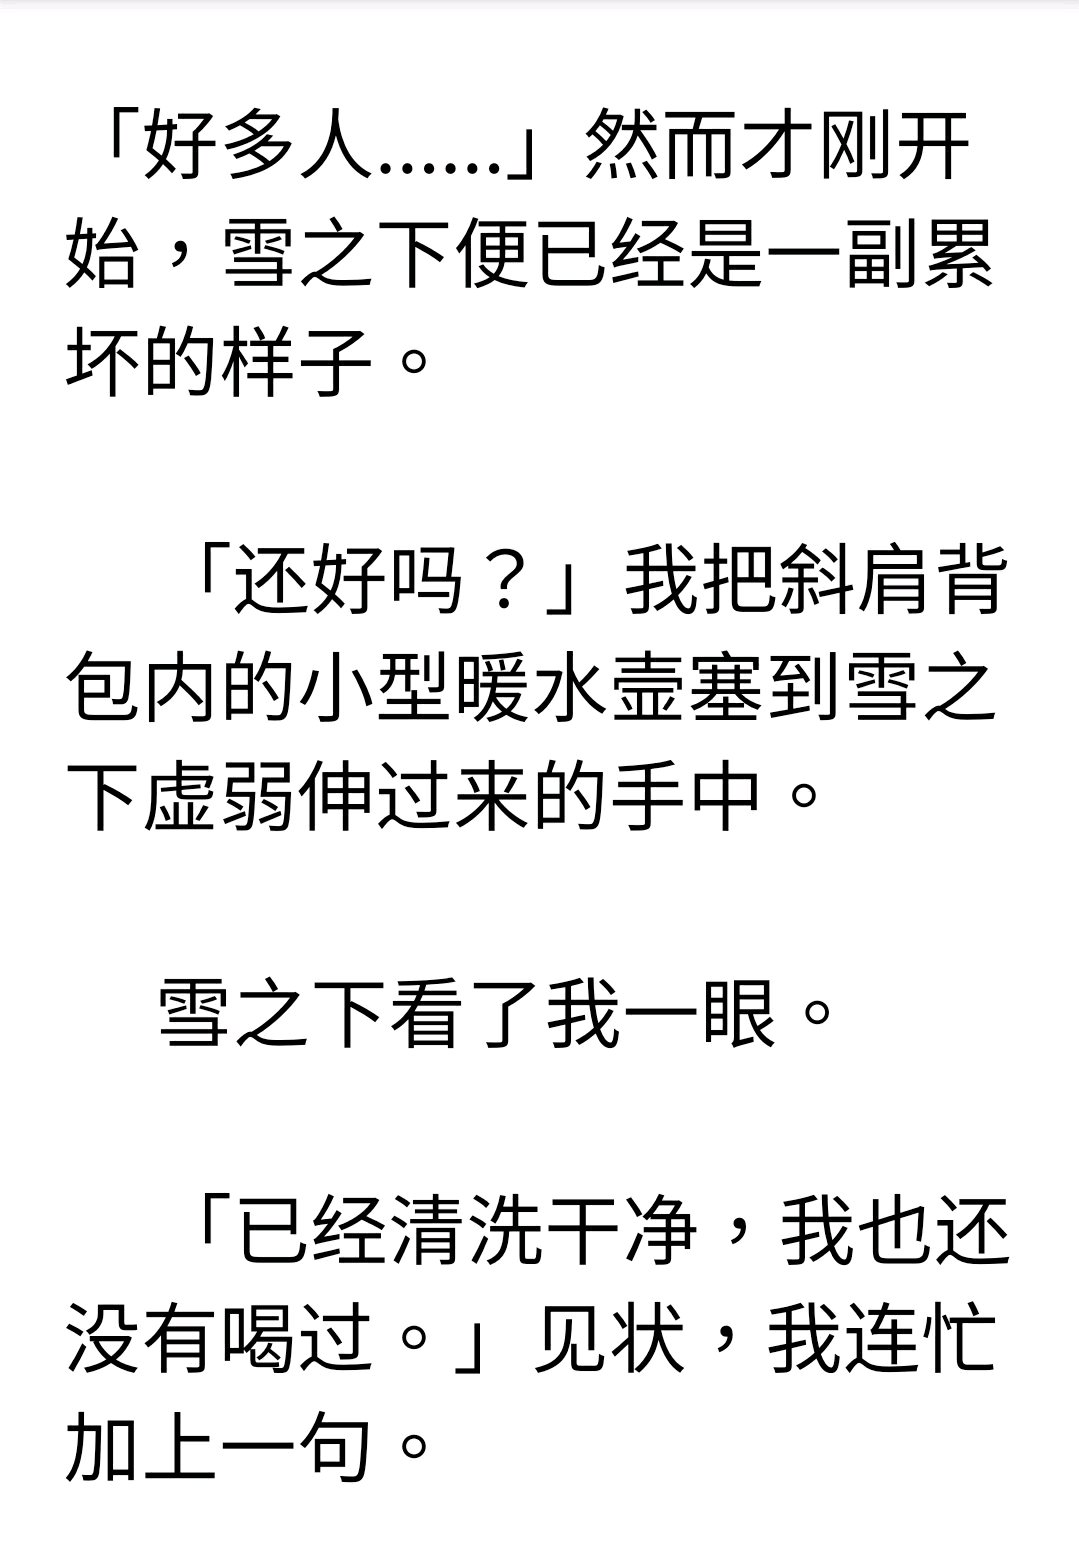 「好多人……」然而才刚开
始，雪之下便已经是一副累
坏的样子。
「还好吗？」我把斜肩背
包内的小型暖水壶塞到雪之
下虚弱伸过来的手中。
雪之下看了我一眼。
「已经清洗干净，我也还
没有喝过。」见状，我连忙
加上一句。